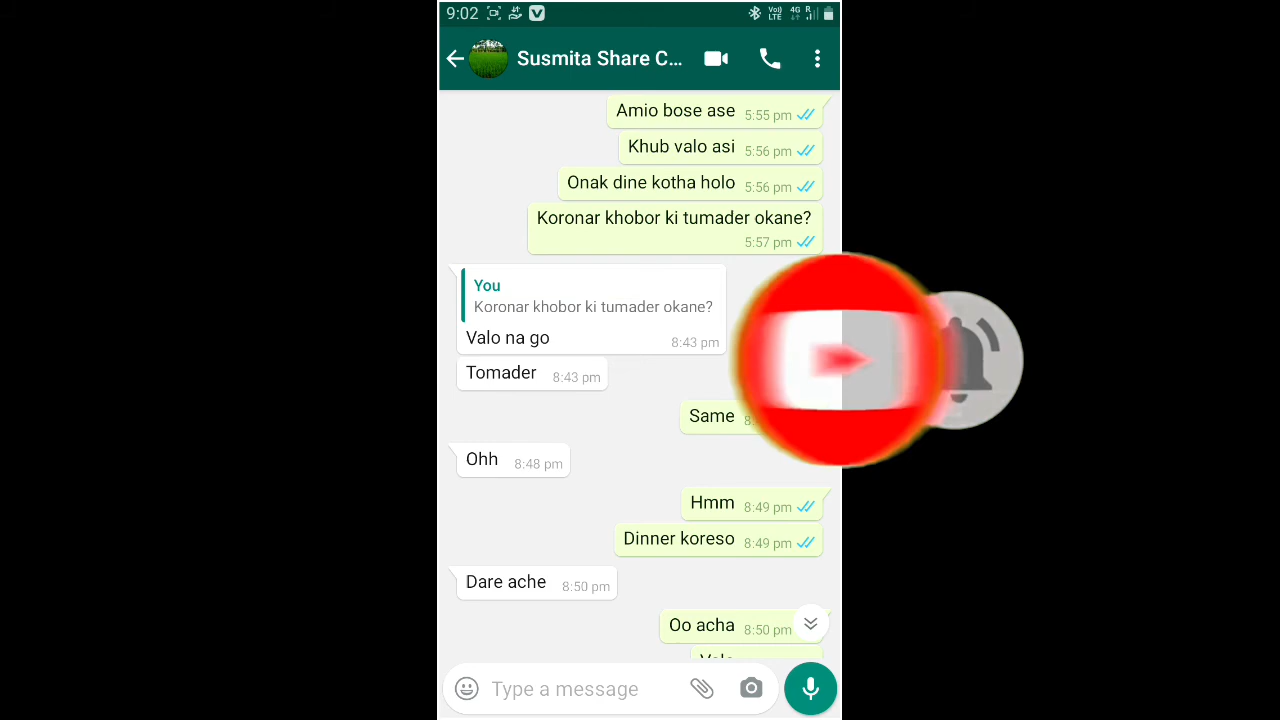 9:02 Vo) LTE 4G R
Susmita Share C...
Amio bose ase 5:55 pm
Khub valo asi 5:56 pm
Onak dine kotha holo 5:56 pm
Koronar khobor ki tumader okane?
5:57 pm
You
Koronar khobor ki tumader okane?
Valo na go 8:43 pm
Tomader 8:43 pm
Same
Ohh 8:48 pm
Hmm 8:49 pm
Dinner koreso 8:49 pm
Dare ache 8:50 pm
Oo acha 8:50 pm
Type a message